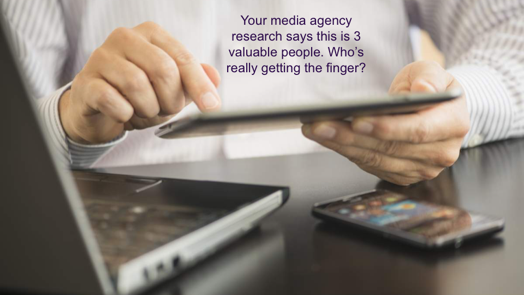 Your media agency
research says this is 3
valuable people. Who's
really getting the finger?